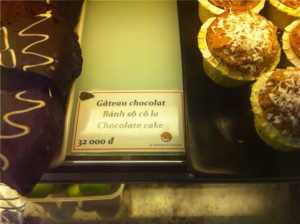 Gâteau chocolat
Bánh sô cô la
Chocolate cake
32 000 đ